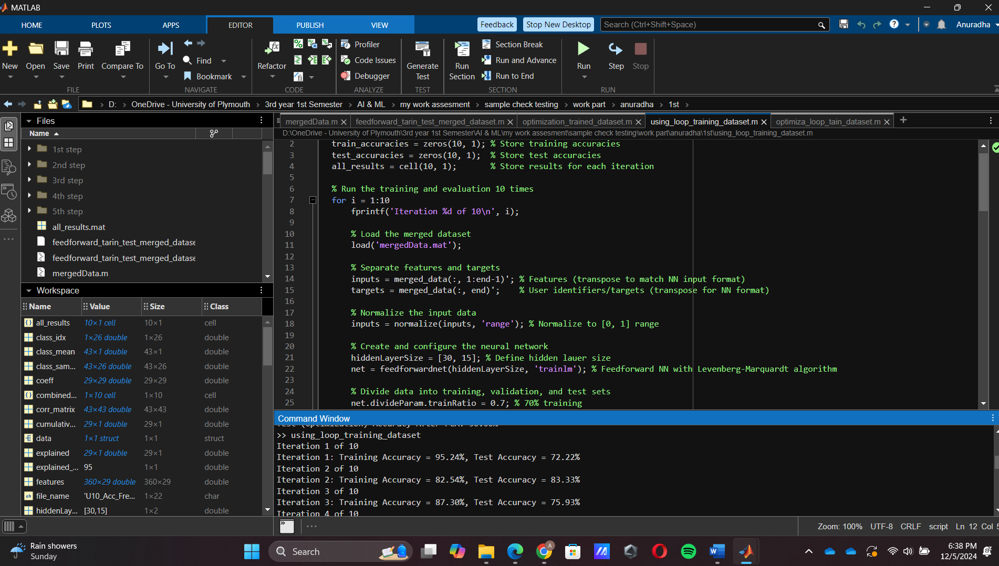 MATLAB
HOME PLOTS APPS EDITOR PUBLISH VIEW Feedback Stop New Desktop Search (Ctrl+Shift+Space) Anuradha
New Open Save Print Compare To Go To Find Bookmark Refactor Profiler Code Issues Debugger Generate Test Run Section Section Break Run and Advance Run to End Run Step Stop
FILE NAVIGATE CODE ANALYZE TEST SECTION RUN
D: OneDrive - University of Plymouth 3rd year 1st Semester AI & ML my work assesment sample check testing work part anuradha 1st
Files
Name
1st step
2nd step
3rd step
4th step
5th step
all_results.mat
feedforward_tarin_test_merged_datase
feedforward_tarin_test_merged_datase
mergedData.m
Workspace
Name Value Size Class
all_results 10×1 cell 10×1 cell
class_idx 1×26 double 1×26 double
class_mean 43×1 double 43×1 double
class_sam... 43×26 double 43×26 double
coeff 29×29 double 29×29 double
combined... 1×10 cell 1×10 cell
corr_matrix 43×43 double 43×43 double
cumulativ... 29×1 double 29×1 double
data 1×1 struct 1×1 struct
explained 29×1 double 29×1 double
explained_... 95 1×1 double
features 360×29 double 360×29 double
file_name 'U10_Acc_Fre... 1×22 char
hiddenLay... [30,15] 1×2 double
mergedData.m feedforward_tarin_test_merged_dataset.m optimization_trained_dataset.m using_loop_training_dataset.m optimiza_loop_tain_dataset.m
D:\OneDrive - University of Plymouth\3rd year 1st Semester\AI & ML\my work assesment\sample check testing\work part\anuradha\1st\using_loop_training_dataset.m
2 train_accuracies = zeros(10, 1); % Store training accuracies
3 test_accuracies = zeros(10, 1); % Store test accuracies
4 all_results = cell(10, 1); % Store results for each iteration
5
6 % Run the training and evaluation 10 times
7 for i = 1:10
8 fprintf('Iteration %d of 10\n', i);
9
10 % Load the merged dataset
11 load('mergedData.mat');
12
13 % Separate features and targets
14 inputs = merged_data(:, 1:end-1)'; % Features (transpose to match NN input format)
15 targets = merged_data(:, end)'; % User identifiers/targets (transpose for NN format)
16
17 % Normalize the input data
18 inputs = normalize(inputs, 'range'); % Normalize to [0, 1] range
19
20 % Create and configure the neural network
21 hiddenLayerSize = [30, 15]; % Define hidden lauer size
22 net = feedforwardnet(hiddenLayerSize, 'trainlm'); % Feedforward NN with Levenberg-Marquardt algorithm
23
24 % Divide data into training, validation, and test sets
25 net.divideParam.trainRatio = 0.7; % 70% training
Command Window
>> using_loop_training_dataset
Iteration 1 of 10
Iteration 1: Training Accuracy = 95.24%, Test Accuracy = 72.22%
Iteration 2 of 10
Iteration 2: Training Accuracy = 82.54%, Test Accuracy = 83.33%
Iteration 3 of 10
Iteration 3: Training Accuracy = 87.30%, Test Accuracy = 75.93%
Iteration 4 of 10
Zoom: 100% UTF-8 CRLF script Ln 12 Col 5
Rain showers
Sunday
Search
6:38 PM
12/5/2024